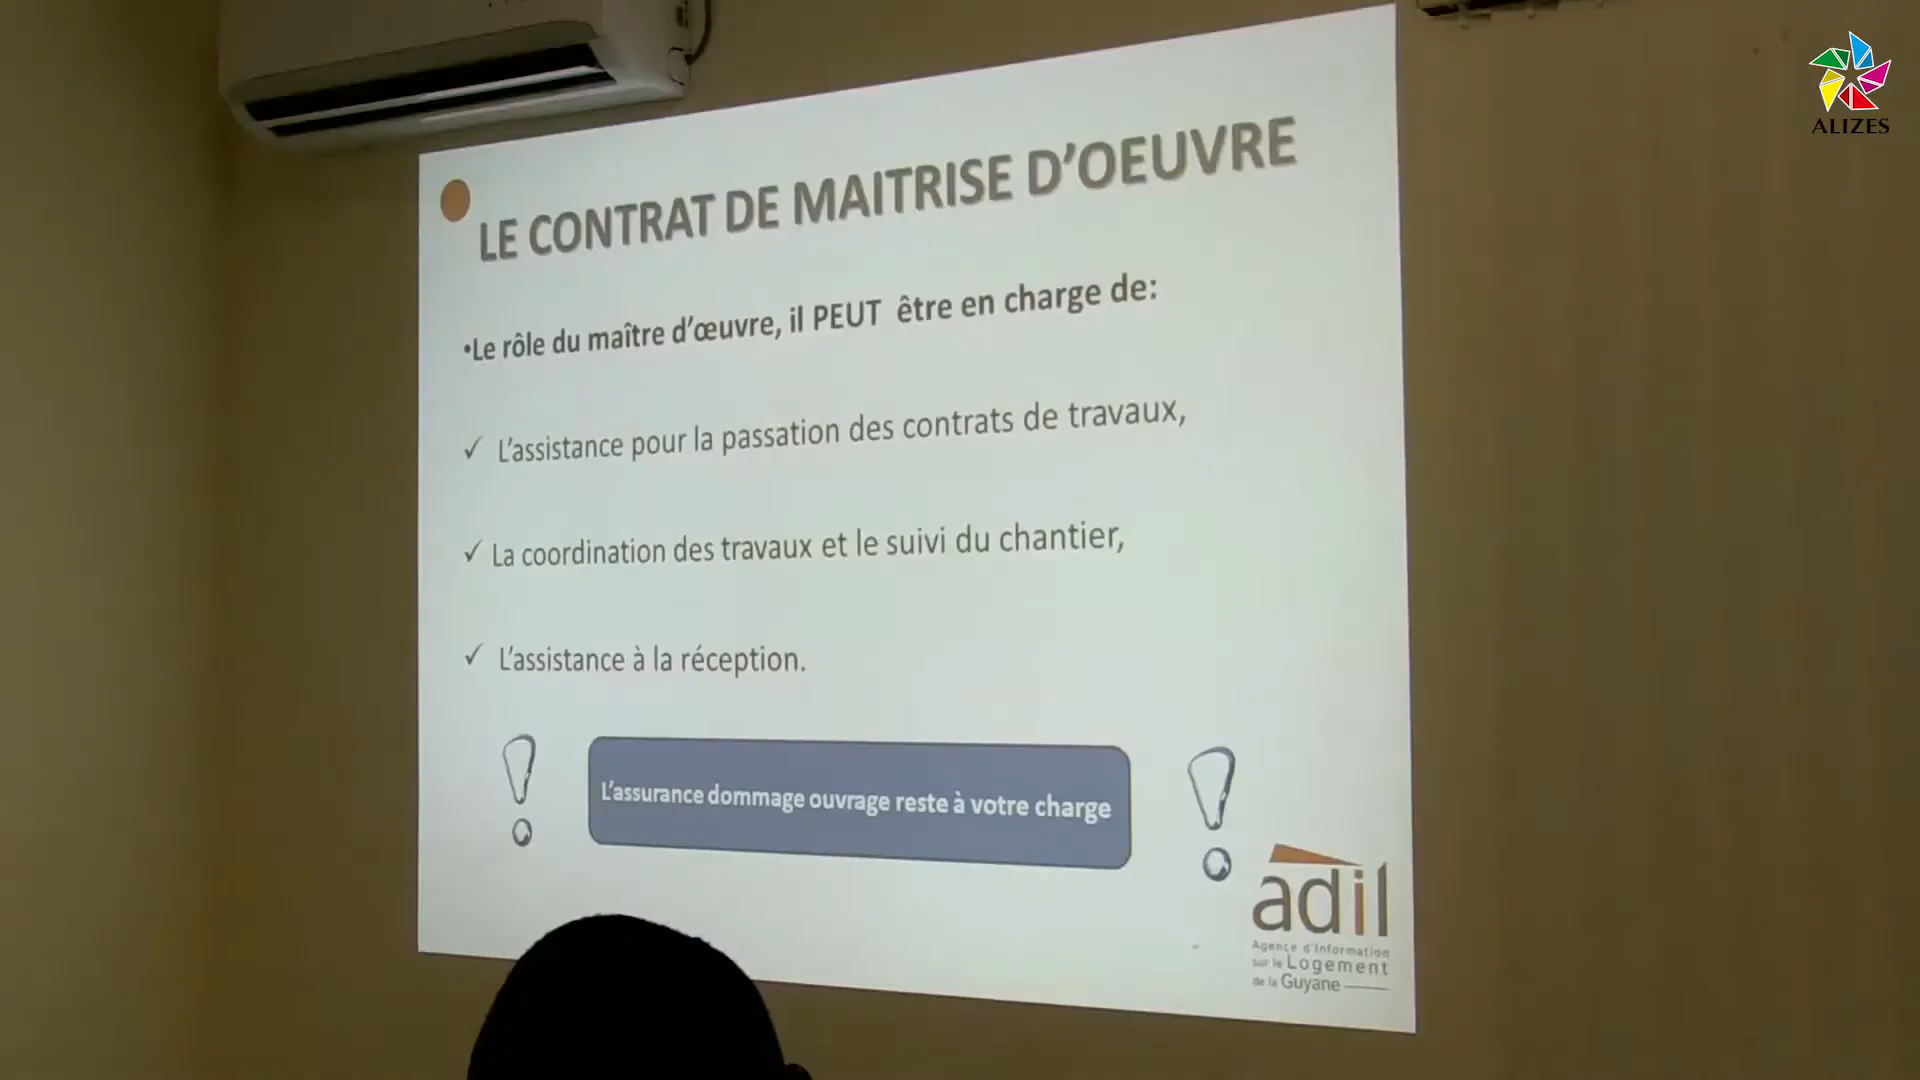 ALIZES
LE CONTRAT DE MAITRISE D'OEUVRE
•Le rôle du maître d'œuvre, il PEUT être en charge de:
✓ L'assistance pour la passation des contrats de travaux,
✓ La coordination des travaux et le suivi du chantier,
✓ L'assistance à la réception.
L'assurance dommage ouvrage reste à votre charge
adil
Agence d'Information
sur le Logement
de la Guyane